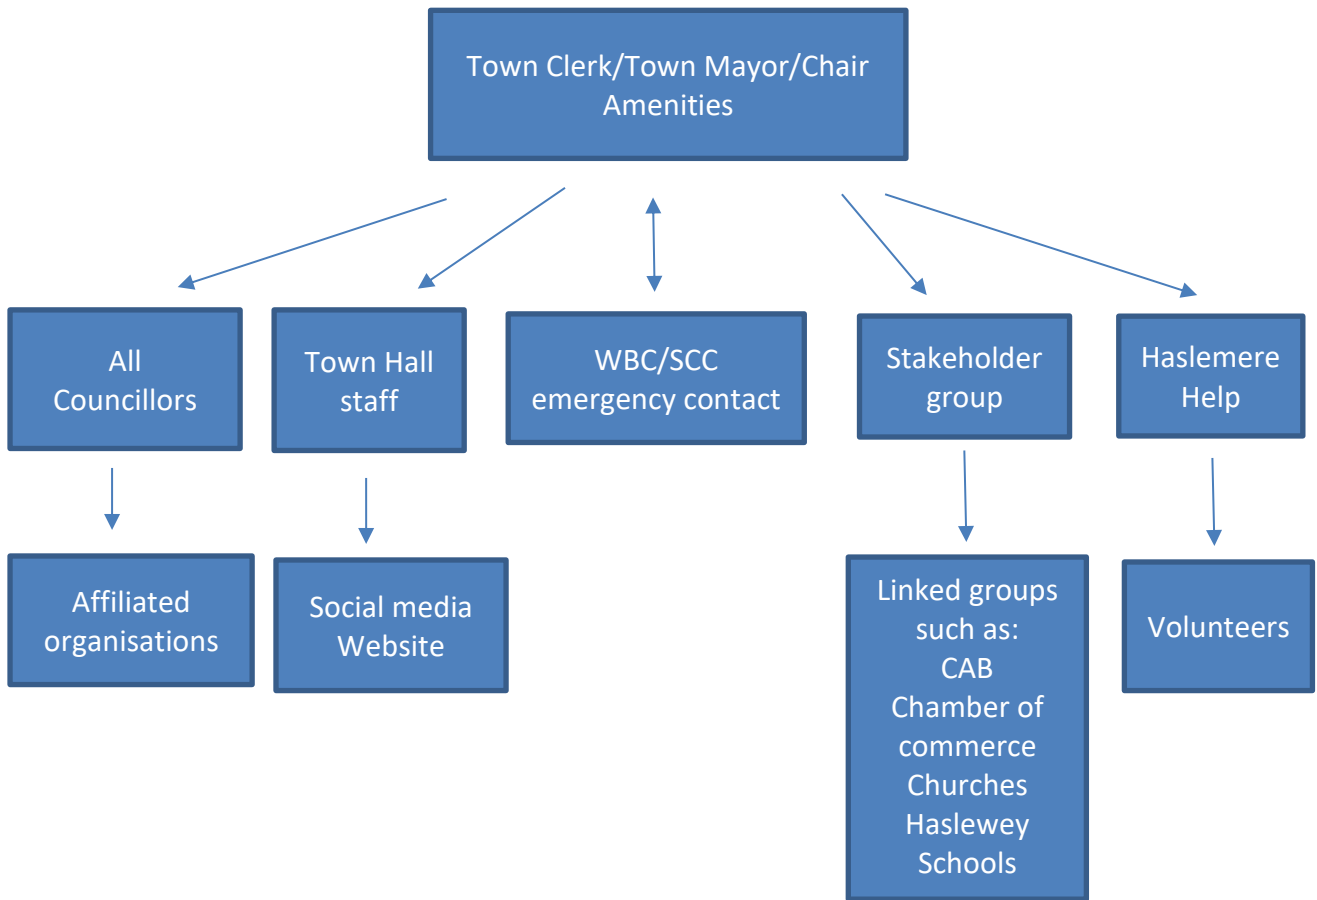 Town Clerk/Town Mayor/Chair
Amenities
All
Councillors
Town Hall
staff
WBC/SCC
emergency contact
Stakeholder
group
Haslemere
Help
Affiliated
organisations
Social media
Website
Linked groups
such as:
CAB
Chamber of
commerce
Churches
Haslewey
Schools
Volunteers